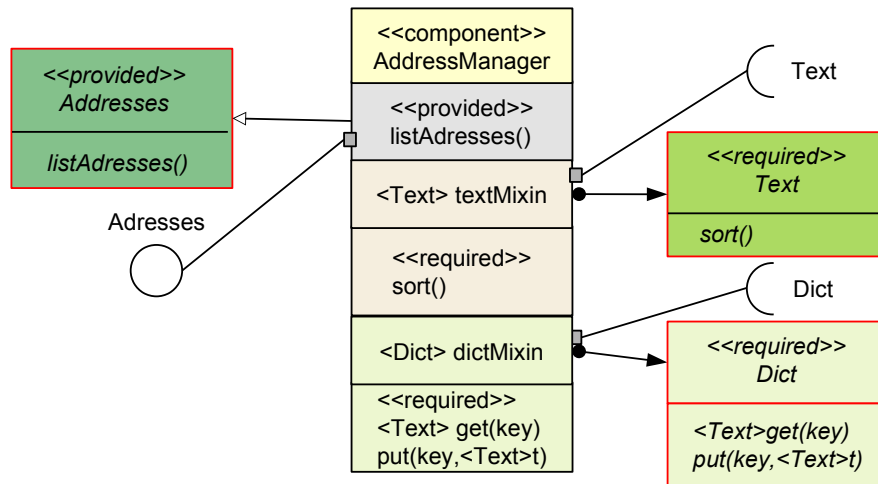 <<component>>
AddressManager
<<provided>>
Addresses
listAdresses()
<<provided>>
listAdresses()
Text
<<required>>
Text
sort()
<Text> textMixin
Adresses
<<required>>
sort()
Dict
<Dict> dictMixin
<<required>>
Dict
<<required>>
<Text> get(key)
put(key,<Text>t)
<Text>get(key)
put(key,<Text>t)